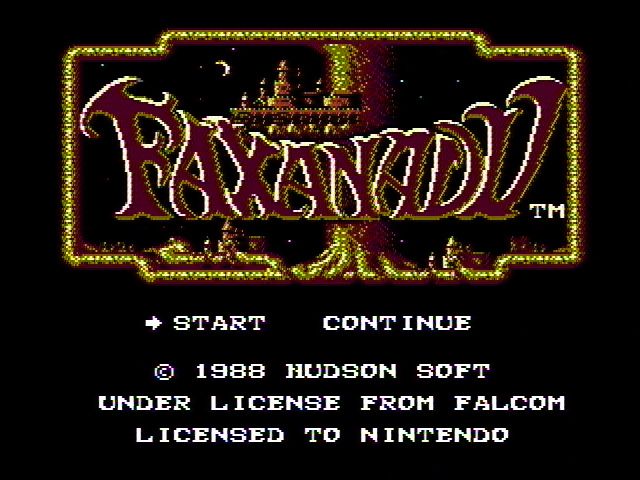 FAXANADU TM
→ START CONTINUE
© 1988 HUDSON SOFT
UNDER LICENSE FROM FALCOM
LICENSED TO NINTENDO